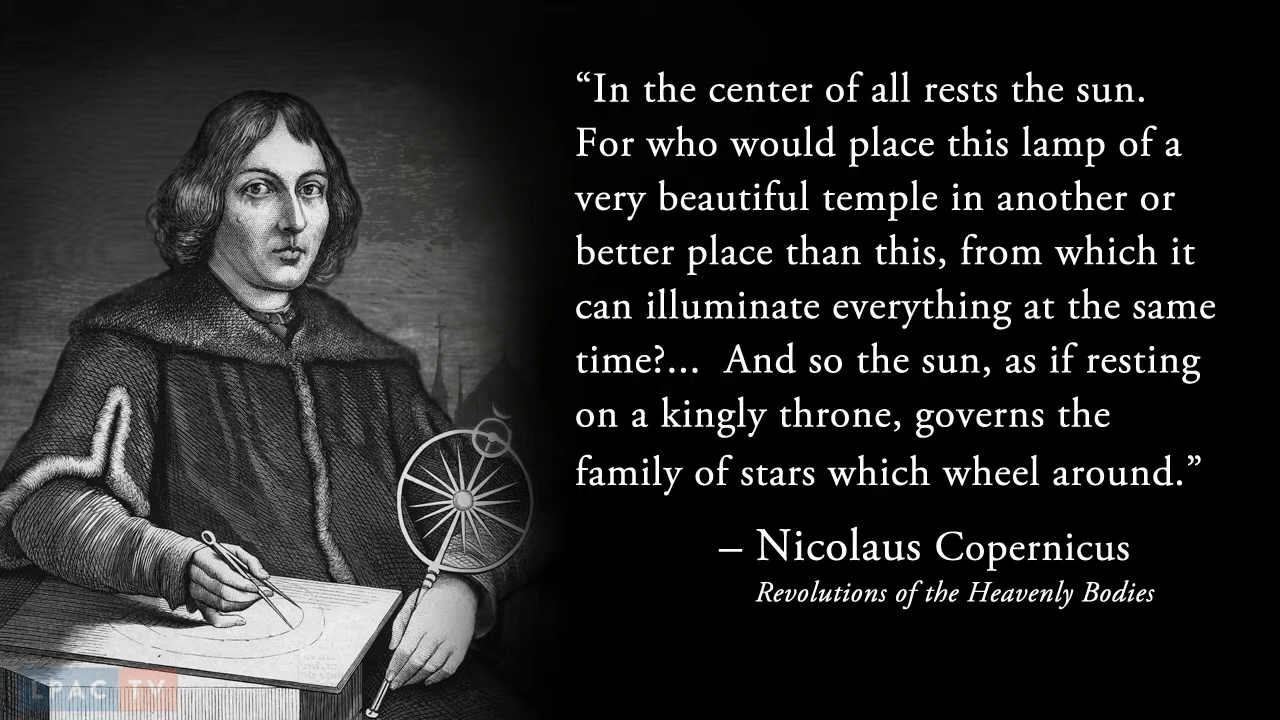 “In the center of all rests the sun.
For who would place this lamp of a
very beautiful temple in another or
better place than this, from which it
can illuminate everything at the same
time?... And so the sun, as if resting
on a kingly throne, governs the
family of stars which wheel around.”
– Nicolaus Copernicus
Revolutions of the Heavenly Bodies
LPAC TV